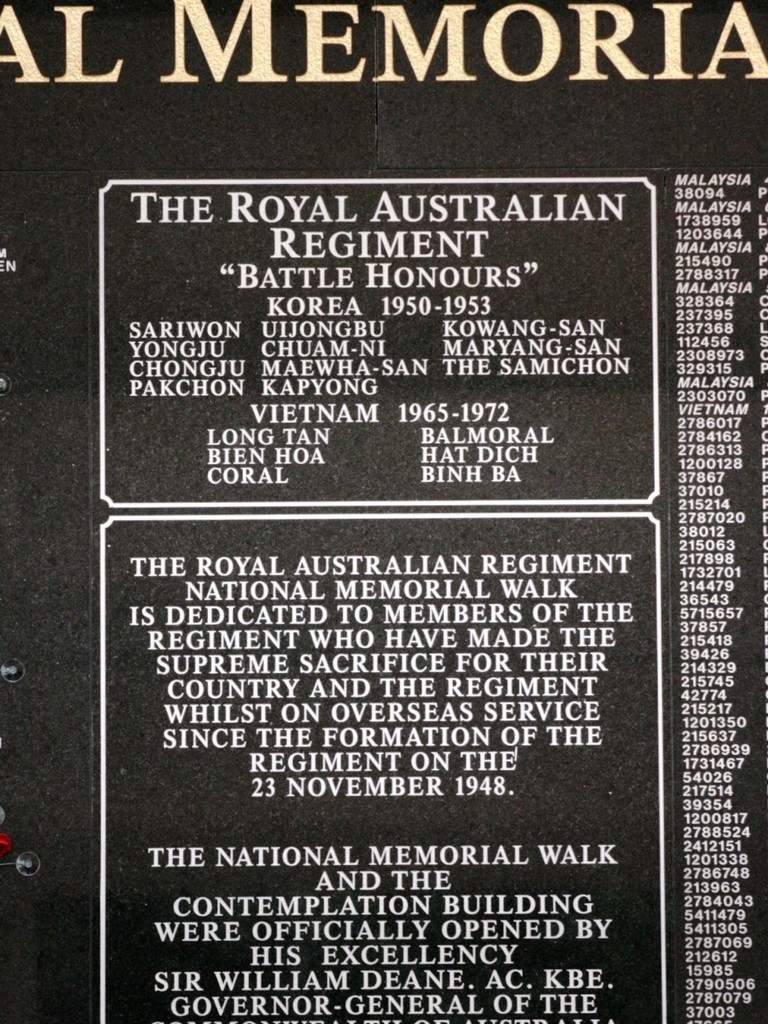 AL MEMORIA
THE ROYAL AUSTRALIAN
REGIMENT
“BATTLE HONOURS”
KOREA 1950-1953
SARIWON UIJONGBU KOWANG-SAN
YONGJU CHUAM-NI MARYANG-SAN
CHONGJU MAEWHA-SAN THE SAMICHON
PAKCHON KAPYONG
VIETNAM 1965-1972
LONG TAN BALMORAL
BIEN HOA HAT DICH
CORAL BINH BA
THE ROYAL AUSTRALIAN REGIMENT
NATIONAL MEMORIAL WALK
IS DEDICATED TO MEMBERS OF THE
REGIMENT WHO HAVE MADE THE
SUPREME SACRIFICE FOR THEIR
COUNTRY AND THE REGIMENT
WHILST ON OVERSEAS SERVICE
SINCE THE FORMATION OF THE
REGIMENT ON THE
23 NOVEMBER 1948.
THE NATIONAL MEMORIAL WALK
AND THE
CONTEMPLATION BUILDING
WERE OFFICIALLY OPENED BY
HIS EXCELLENCY
SIR WILLIAM DEANE. AC. KBE.
GOVERNOR-GENERAL OF THE
COMMONWEALTH OF AUSTRALIA
M
EN
MALAYSIA
38094 P
MALAYSIA
1738959 L
1203644 P
MALAYSIA
215490 P
2788317 P
MALAYSIA
328364 C
237395 C
237368 L
112456 S
2308973 C
329315 P
MALAYSIA
2303070 P
VIETNAM 1
2786017 P
2784162 C
2786313 P
1200128 P
37867 P
37010 P
215214 P
2787020 P
38012 L
215063
217898
1732701
214479
36543
5715657
37857
215418
39426
214329
215745
42774
215217
1201350
215637
2786939
1731467
54026
217514
39354
1200817
2788524
2412151
1201338
2786748
213963
2784043
5411479
5411305
2787069
212612
15985
3790506
2787079
37003